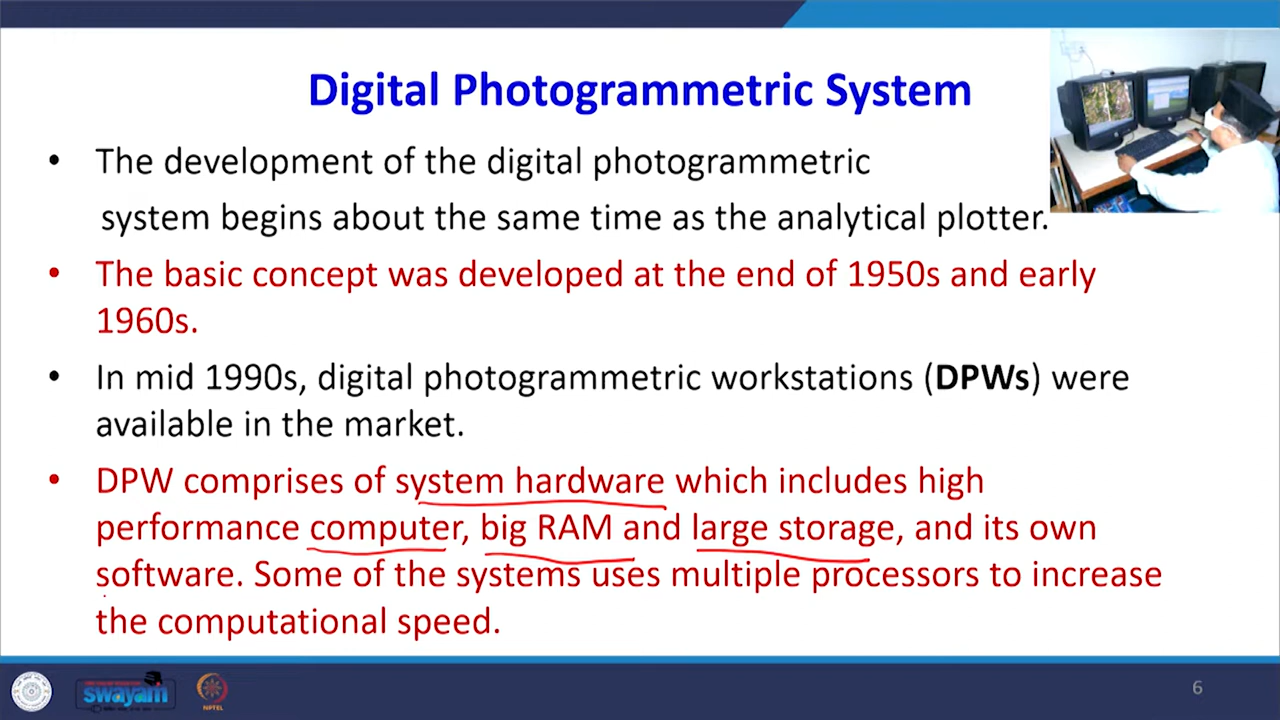 Digital Photogrammetric System
• The development of the digital photogrammetric
system begins about the same time as the analytical plotter.
• The basic concept was developed at the end of 1950s and early
1960s.
• In mid 1990s, digital photogrammetric workstations (DPWs) were
available in the market.
• DPW comprises of system hardware which includes high
performance computer, big RAM and large storage, and its own
software. Some of the systems uses multiple processors to increase
the computational speed.
swayam
NPTEL
6